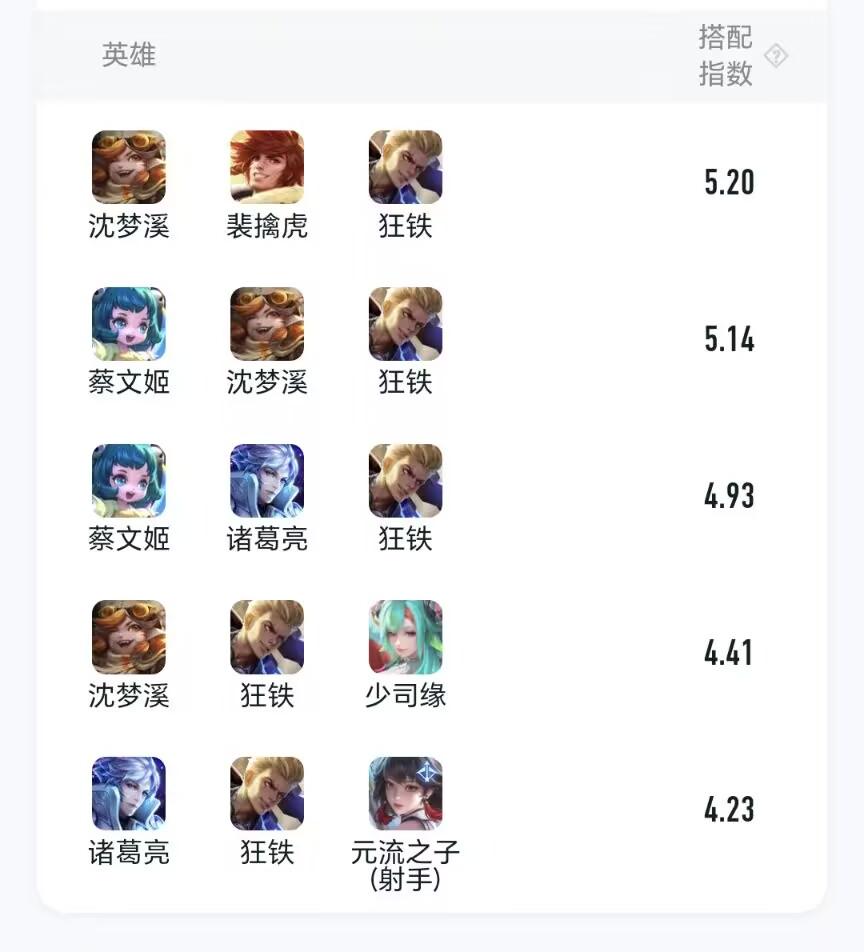 英雄
搭配
指数
?
沈梦溪 裴擒虎 狂铁 5.20
蔡文姬 沈梦溪 狂铁 5.14
蔡文姬 诸葛亮 狂铁 4.93
沈梦溪 狂铁 少司缘 4.41
诸葛亮 狂铁 元流之子 4.23
(射手)